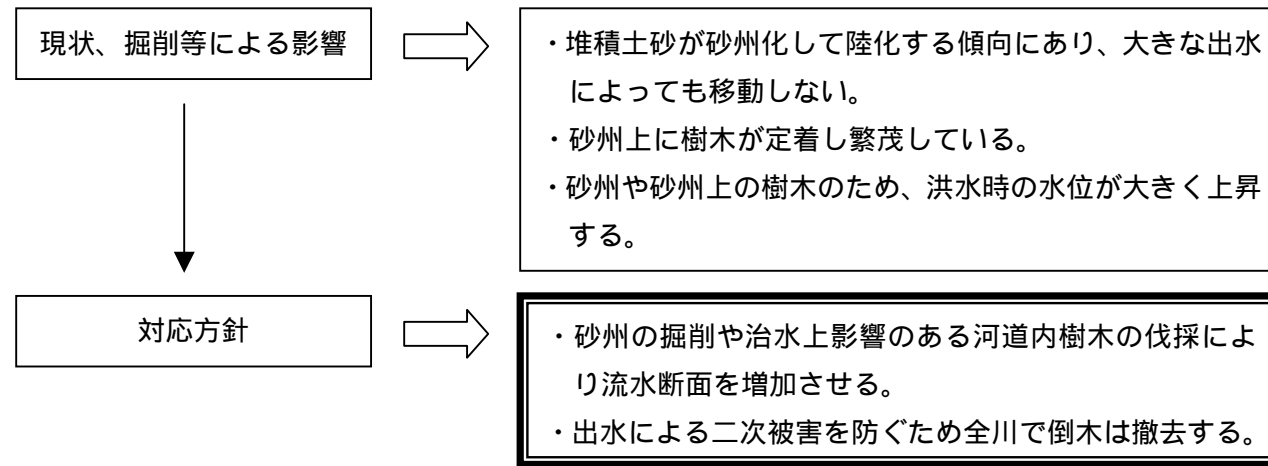 現状、掘削等による影響
・堆積土砂が砂州化して陸化する傾向にあり、大きな出水
によっても移動しない。
・砂州上に樹木が定着し繁茂している。
・砂州や砂州上の樹木のため、洪水時の水位が大きく上昇
する。
対応方針
・砂州の掘削や治水上影響のある河道内樹木の伐採によ
り流水断面を増加させる。
・出水による二次被害を防ぐため全川で倒木は撤去する。